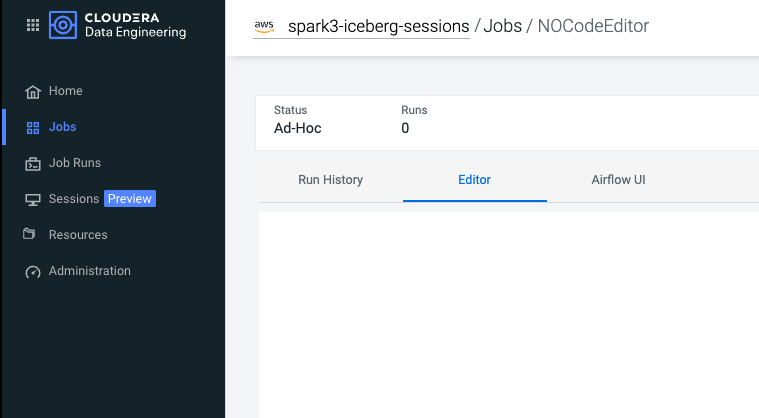 CLOUDERA
Data Engineering
aws spark3-iceberg-sessions / Jobs / NOCodeEditor
Home
Jobs
Job Runs
Sessions Preview
Resources
Administration
Status Runs
Ad-Hoc 0
Run History Editor Airflow UI